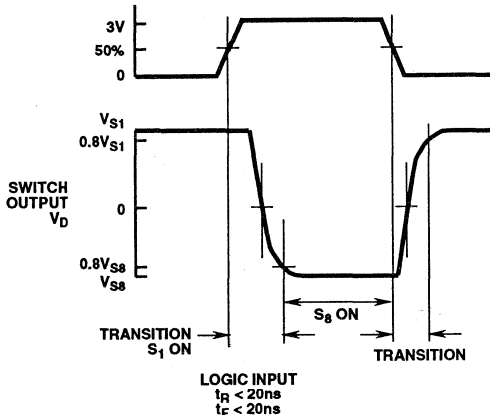 3V
50%
0
VS1
0.8VS1
SWITCH
OUTPUT
VD
0
0.8VS8
VS8
S8 ON
TRANSITION
S1 ON
TRANSITION
LOGIC INPUT
tR < 20ns
tF < 20ns